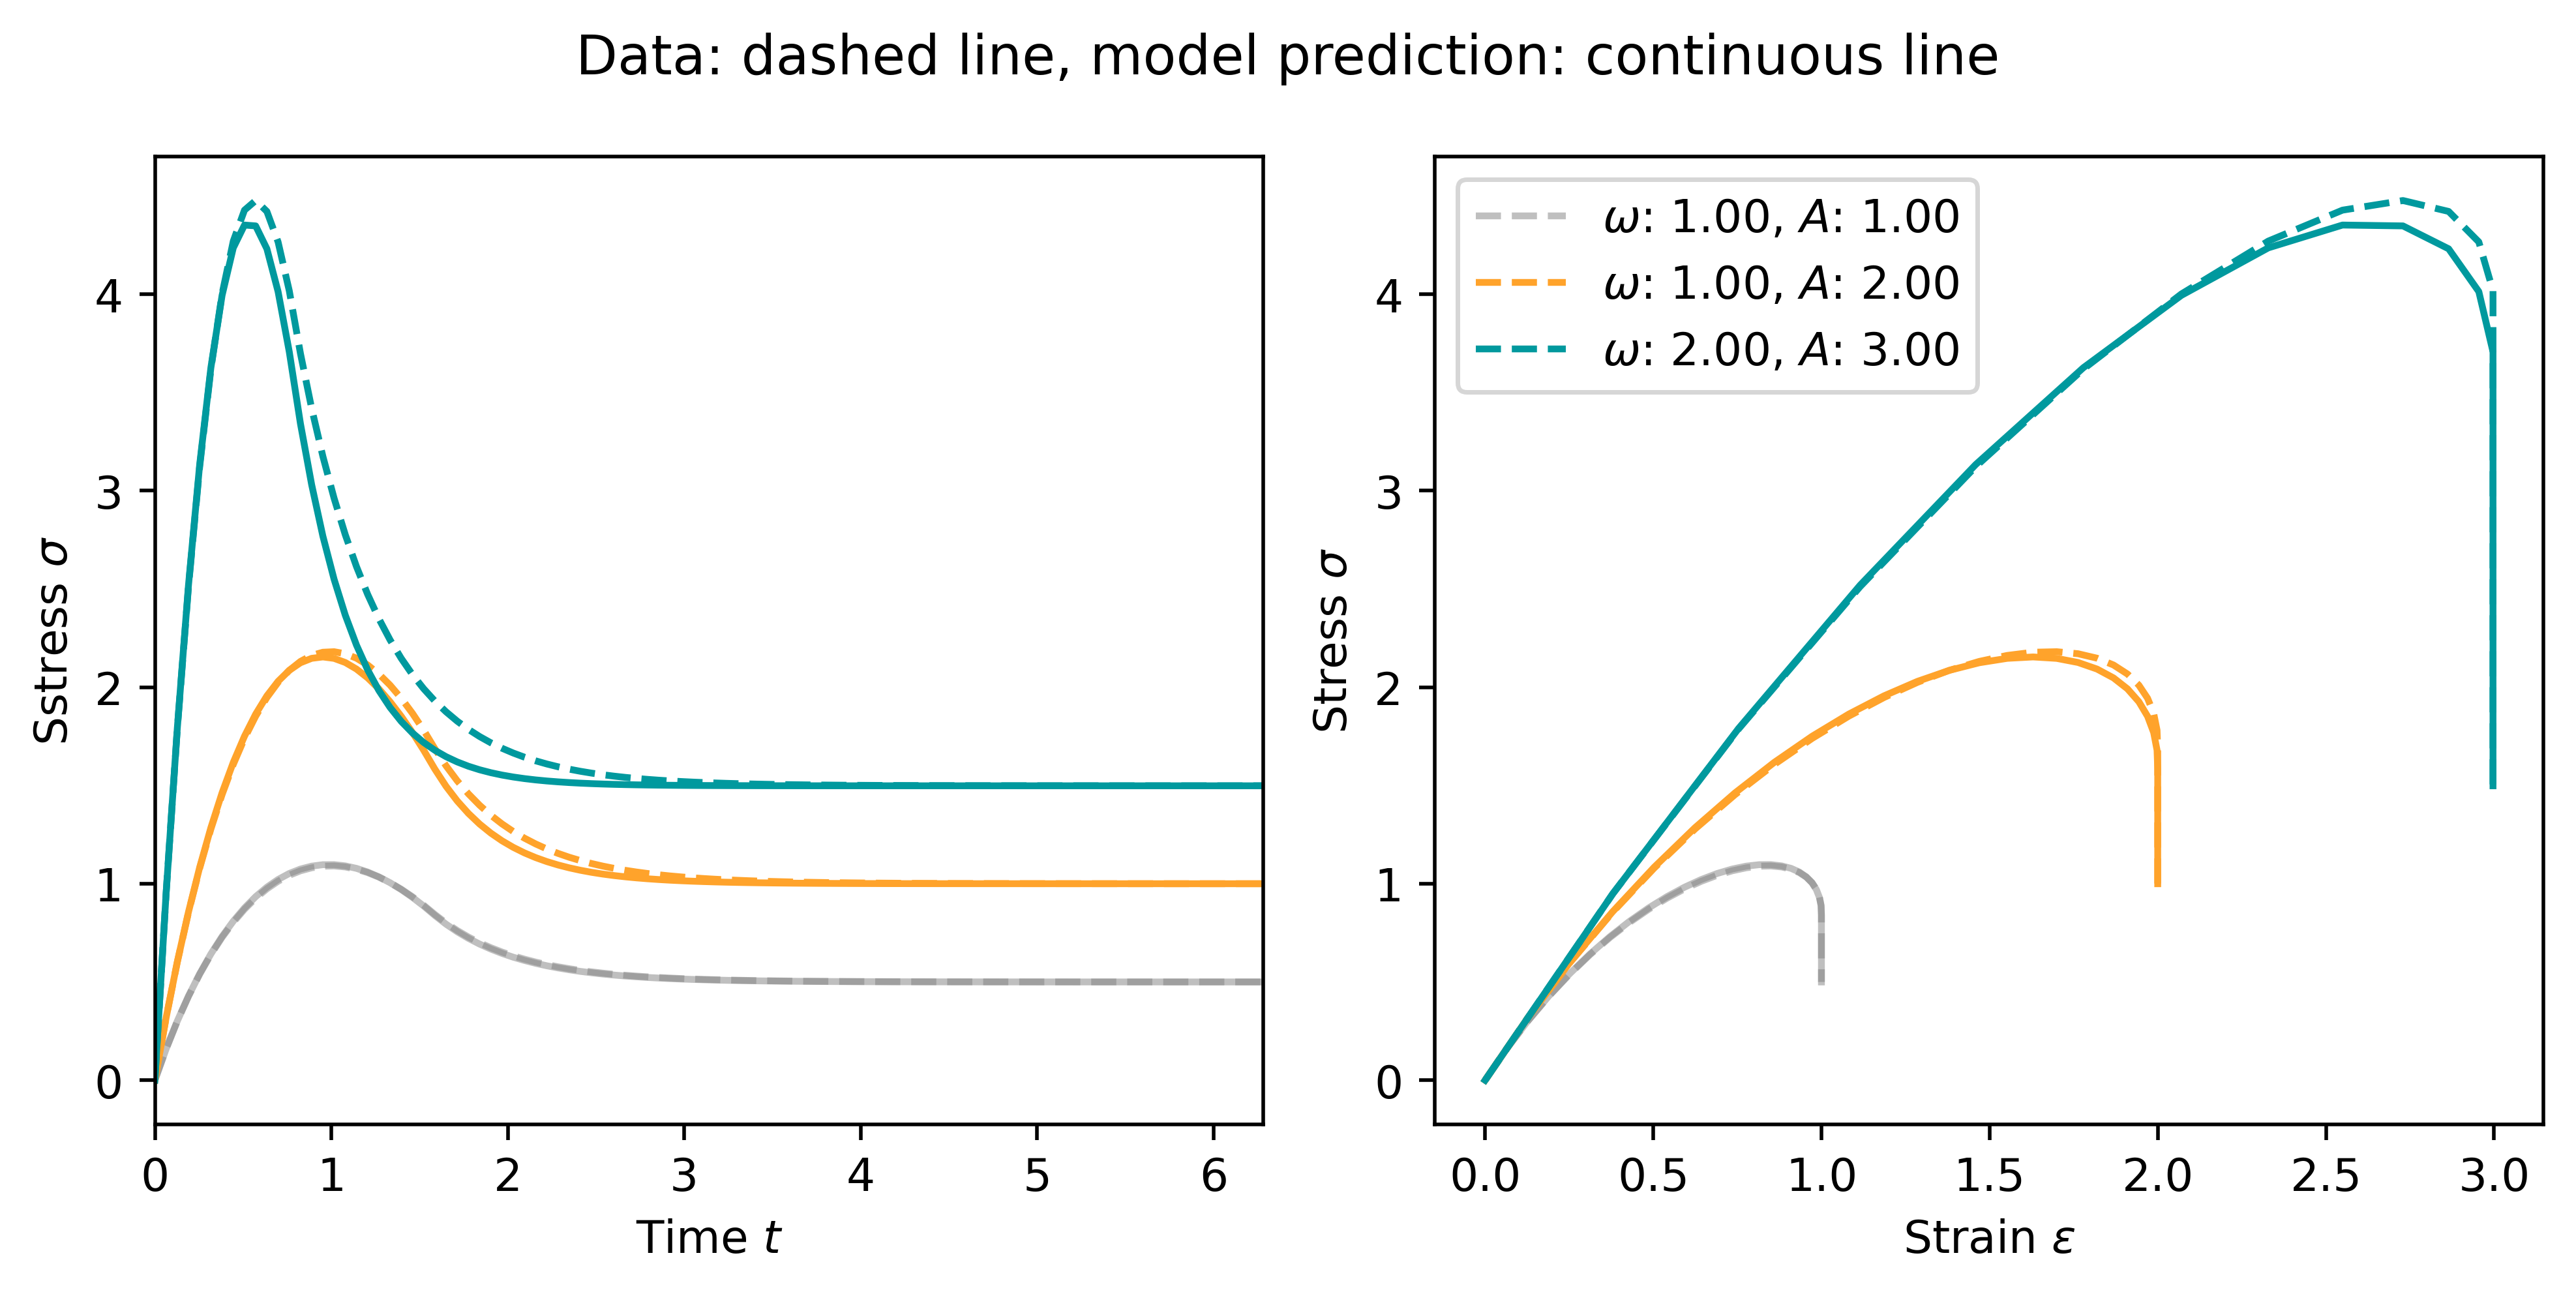 Data: dashed line, model prediction: continuous line
Sstress σ
4
3
2
1
0
0 1 2 3 4 5 6
Time t
Stress σ
4
3
2
1
0
ω: 1.00, A: 1.00
ω: 1.00, A: 2.00
ω: 2.00, A: 3.00
0.0 0.5 1.0 1.5 2.0 2.5 3.0
Strain ε